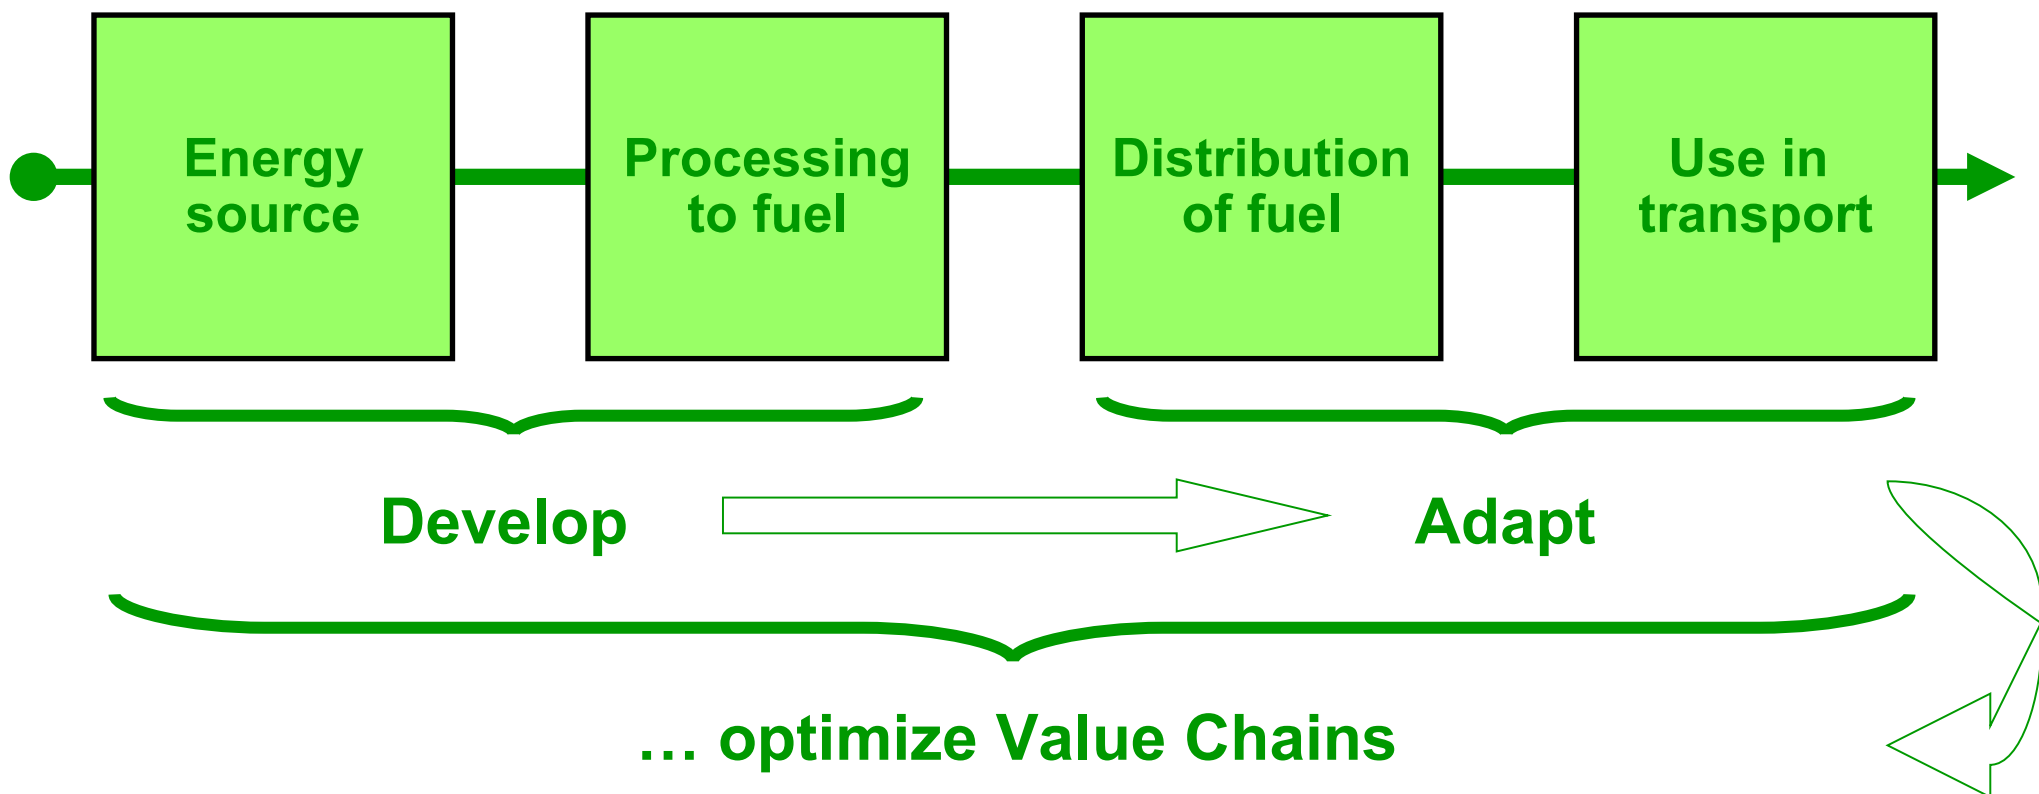 Energy
source
Processing
to fuel
Distribution
of fuel
Use in
transport
Develop
Adapt
... optimize Value Chains